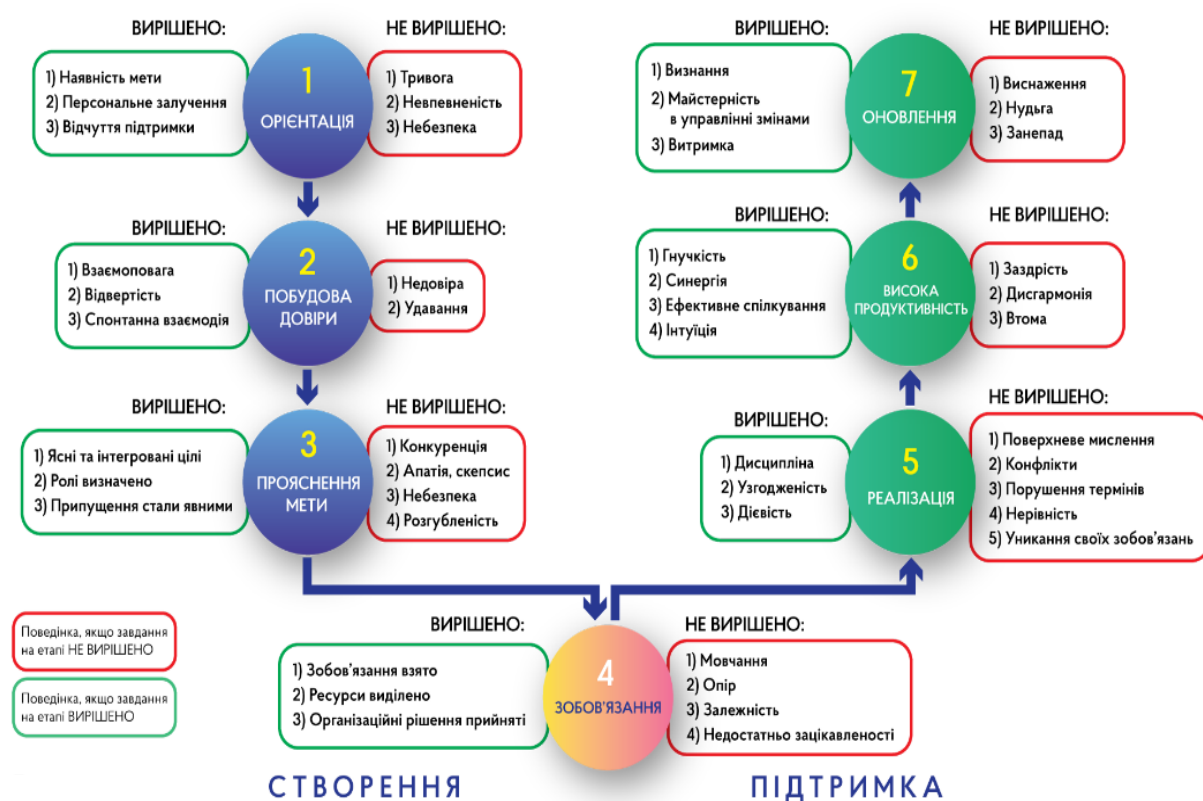 ВИРІШЕНО:
1) Наявність мети
2) Персональне залучення
3) Відчуття підтримки
1
ОРІЄНТАЦІЯ
НЕ ВИРІШЕНО:
1) Тривога
2) Невпевненість
3) Небезпека
ВИРІШЕНО:
1) Взаємоповага
2) Відвертість
3) Спонтанна взаємодія
2
ПОБУДОВА
ДОВІРИ
НЕ ВИРІШЕНО:
1) Недовіра
2) Удавання
ВИРІШЕНО:
1) Ясні та інтегровані цілі
2) Ролі визначено
3) Припущення стали явними
3
ПРОЯСНЕННЯ
МЕТИ
НЕ ВИРІШЕНО:
1) Конкуренція
2) Апатія, скепсис
3) Небезпека
4) Розгубленість
ВИРІШЕНО:
1) Зобов'язання взято
2) Ресурси виділено
3) Організаційні рішення прийняті
4
ЗОБОВ'ЯЗАННЯ
НЕ ВИРІШЕНО:
1) Мовчання
2) Опір
3) Залежність
4) Недостатньо зацікавленості
ВИРІШЕНО:
1) Дисципліна
2) Узгодженість
3) Дієвість
5
РЕАЛІЗАЦІЯ
НЕ ВИРІШЕНО:
1) Поверхневе мислення
2) Конфлікти
3) Порушення термінів
4) Нерівність
5) Уникання своїх зобов'язань
ВИРІШЕНО:
1) Гнучкість
2) Синергія
3) Ефективне спілкування
4) Інтуїція
6
ВИСОКА
ПРОДУКТИВНІСТЬ
НЕ ВИРІШЕНО:
1) Заздрість
2) Дисгармонія
3) Втома
ВИРІШЕНО:
1) Визнання
2) Майстерність
в управлінні змінами
3) Витримка
7
ОНОВЛЕННЯ
НЕ ВИРІШЕНО:
1) Виснаження
2) Нудьга
3) Занепад
Поведінка, якщо завдання
на етапі НЕ ВИРІШЕНО
Поведінка, якщо завдання
на етапі ВИРІШЕНО
СТВОРЕННЯ
ПІДТРИМКА